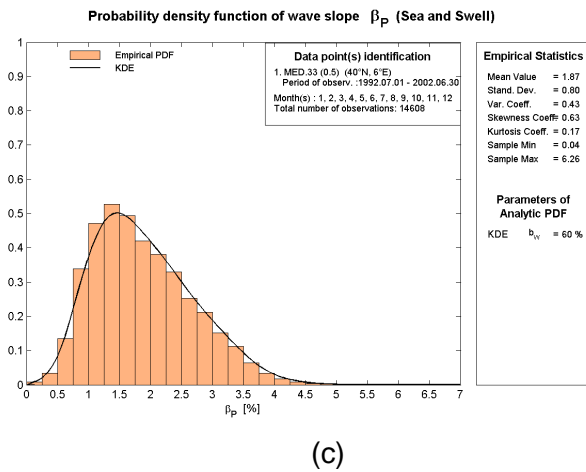 Probability density function of wave slope β_P (Sea and Swell)
Empirical PDF
KDE
Data point(s) identification
1. MED.33 (0.5) (40°N, 6°E)
Period of observ. :1992.07.01 - 2002.06.30
Month(s) : 1, 2, 3, 4, 5, 6, 7, 8, 9, 10, 11, 12
Total number of observations: 14608
1
0.9
0.8
0.7
0.6
0.5
0.4
0.3
0.2
0.1
0
0 0.5 1 1.5 2 2.5 3 3.5 4 4.5 5 5.5 6 6.5 7
β_P [%]
Empirical Statistics
Mean Value = 1.87
Stand. Dev. = 0.80
Var. Coeff. = 0.43
Skewness Coeff= 0.63
Kurtosis Coeff. = 0.17
Sample Min = 0.04
Sample Max = 6.26
Parameters of
Analytic PDF
KDE b_W = 60 %
(c)